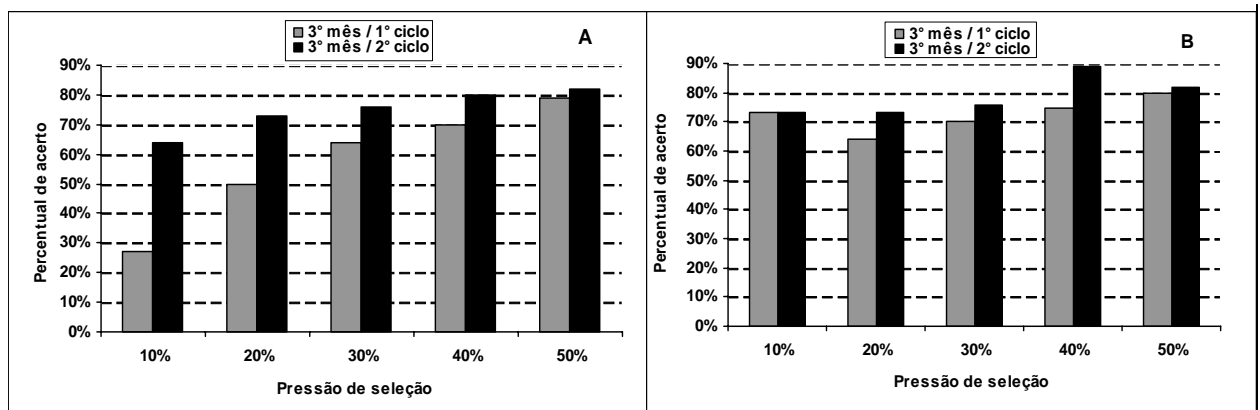 3° mês / 1° ciclo
3° mês / 2° ciclo
A
90%
80%
70%
60%
50%
40%
30%
20%
10%
0%
Percentual de acerto
10% 20% 30% 40% 50%
Pressão de seleção
3° mês / 1° ciclo
3° mês / 2° ciclo
B
90%
80%
70%
60%
50%
40%
30%
20%
10%
0%
Percentual de acerto
10% 20% 30% 40% 50%
Pressão de seleção